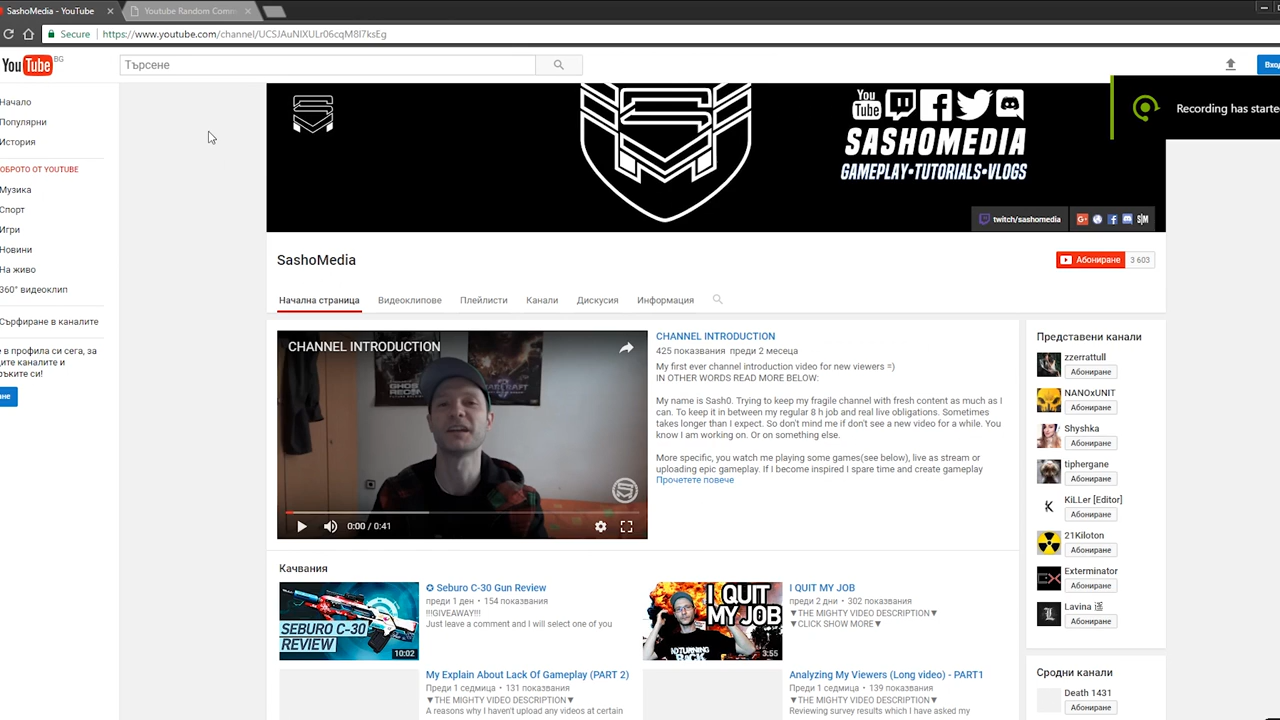 SashoMedia - YouTube
Youtube Random Comm
Secure
https://www.youtube.com/channel/UCSJAuNIXULr06cqM8I7ksEg
YouTube BG
Търсене
Вход
Начало
Популярни
История
ОБРОТО ОТ YOUTUBE
Музика
Спорт
Игри
Новини
На живо
360° видеоклип
Сърфиране в каналите
е в профила си сега, за
дите каналите и
ръките си!
ане
You Tube
SASHOMEDIA
GAMEPLAY•TUTORIALS•VLOGS
twitch/sashomedia
G+
S|M
Recording has started
SashoMedia
Абониране
3 603
Начална страница
Видеоклипове
Плейлисти
Канали
Дискусия
Информация
CHANNEL INTRODUCTION
0:00 / 0:41
CHANNEL INTRODUCTION
425 показвания преди 2 месеца
My first ever channel introduction video for new viewers =)
IN OTHER WORDS READ MORE BELOW:
My name is Sash0. Trying to keep my fragile channel with fresh content as much as I
can. To keep it in between my regular 8 h job and real live obligations. Sometimes
takes longer than I expect. So don't mind me if don't see a new video for a while. You
know I am working on. Or on something else.
More specific, you watch me playing some games(see below), live as stream or
uploading epic gameplay. If I become inspired I spare time and create gameplay
Прочетете повече
Представени канали
zzerrattull
Абониране
NANOxUNIT
Абониране
Shyshka
Абониране
tiphergane
Абониране
KiLLer [Editor]
Абониране
21Kiloton
Абониране
Exterminator
Абониране
Lavina 遥
Абониране
Сродни канали
Death 1431
Абониране
Качвания
SEBURO C-30
REVIEW
10:02
✪ Seburo C-30 Gun Review
преди 1 ден • 154 показвания
!!!GIVEAWAY!!!
Just leave a comment and I will select one of you
I QUIT
MY JOB
3:55
I QUIT MY JOB
преди 2 дни • 302 показвания
▼THE MIGHTY VIDEO DESCRIPTION▼
▼CLICK SHOW MORE▼
My Explain About Lack Of Gameplay (PART 2)
Преди 1 седмица • 131 показвания
▼THE MIGHTY VIDEO DESCRIPTION▼
A reasons why I haven't upload any videos at certain
Analyzing My Viewers (Long video) - PART1
Преди 1 седмица • 139 показвания
▼THE MIGHTY VIDEO DESCRIPTION▼
Reviewing survey results which I have asked my